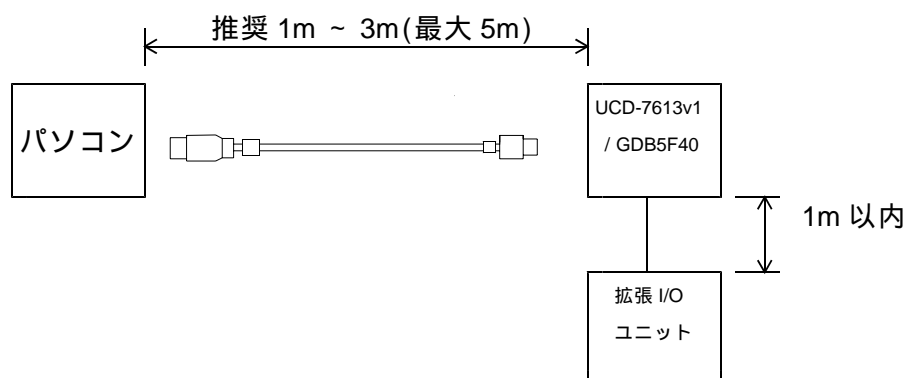 推奨 1m ~ 3m(最大 5m)
パソコン
UCD-7613v1
/ GDB5F40
1m 以内
拡張 I/O
ユニット